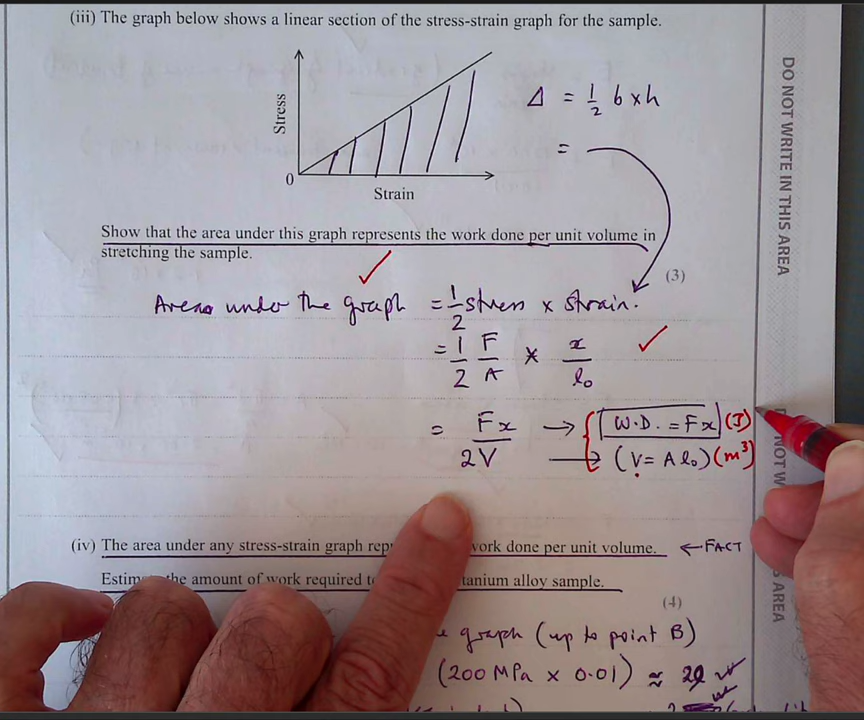 (iii) The graph below shows a linear section of the stress-strain graph for the sample.
Stress
0
Strain
Δ = 1/2 b x h
=
Show that the area under this graph represents the work done per unit volume in
stretching the sample.
(3)
Area under the graph = 1/2 stress x strain.
= 1/2 F/A * x/l₀
= Fx/2V → W.D. = Fx (J)
→ (V = A l₀) (m³)
(iv) The area under any stress-strain graph rep work done per unit volume. ← FACT
Estim the amount of work required t tanium alloy sample.
(4)
graph (up to point B)
(200 MPa x 0.01) ≈
DO NOT WRITE IN THIS AREA
NOT W
S AREA